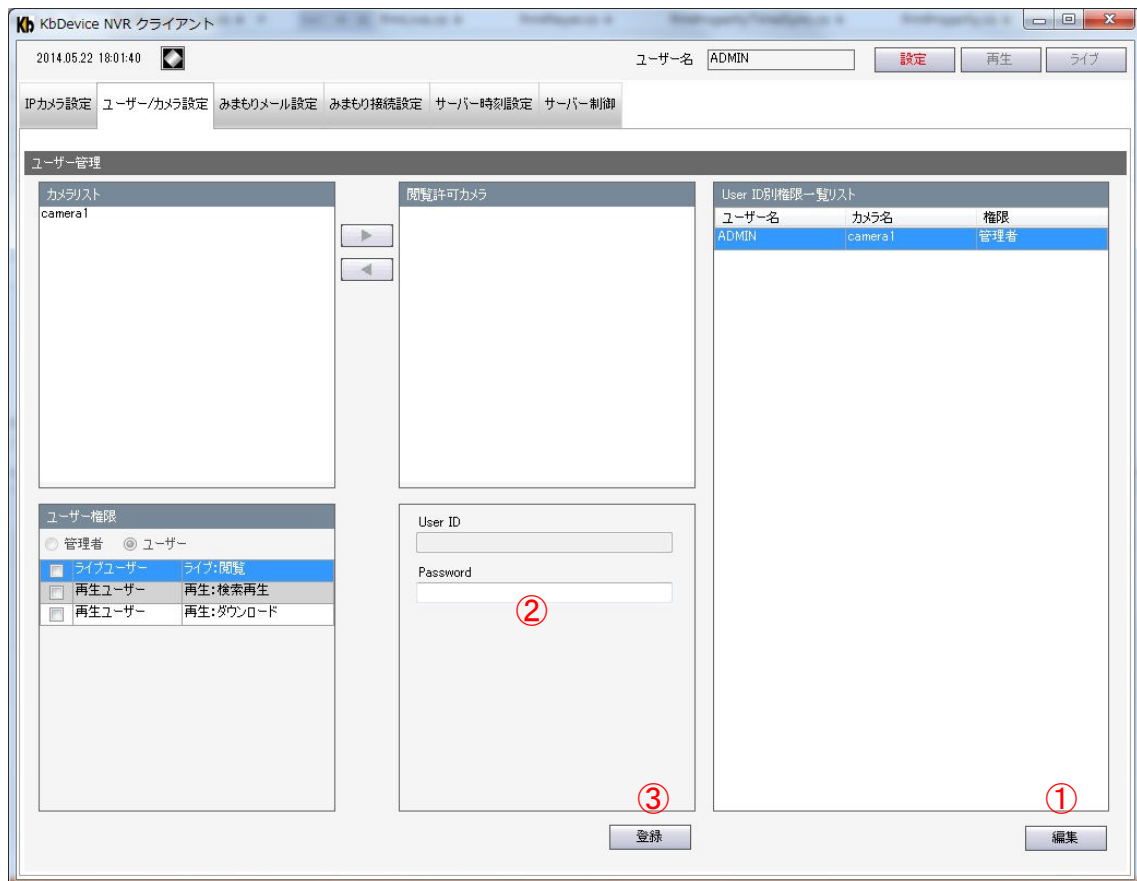 KbDevice NVR クライアント
2014.05.22 18:01:40
ユーザー名 ADMIN 設定 再生 ライブ
IPカメラ設定 ユーザー/カメラ設定 みまもりメール設定 みまもり接続設定 サーバー時刻設定 サーバー制御
ユーザー管理
カメラリスト
camera1
閲覧許可カメラ
User ID別権限一覧リスト
ユーザー名 カメラ名 権限
ADMIN camera1 管理者
ユーザー権限
管理者 ユーザー
ライブユーザー ライブ:閲覧
再生ユーザー 再生:検索再生
再生ユーザー 再生:ダウンロード
User ID
Password
②
③
登録
①
編集